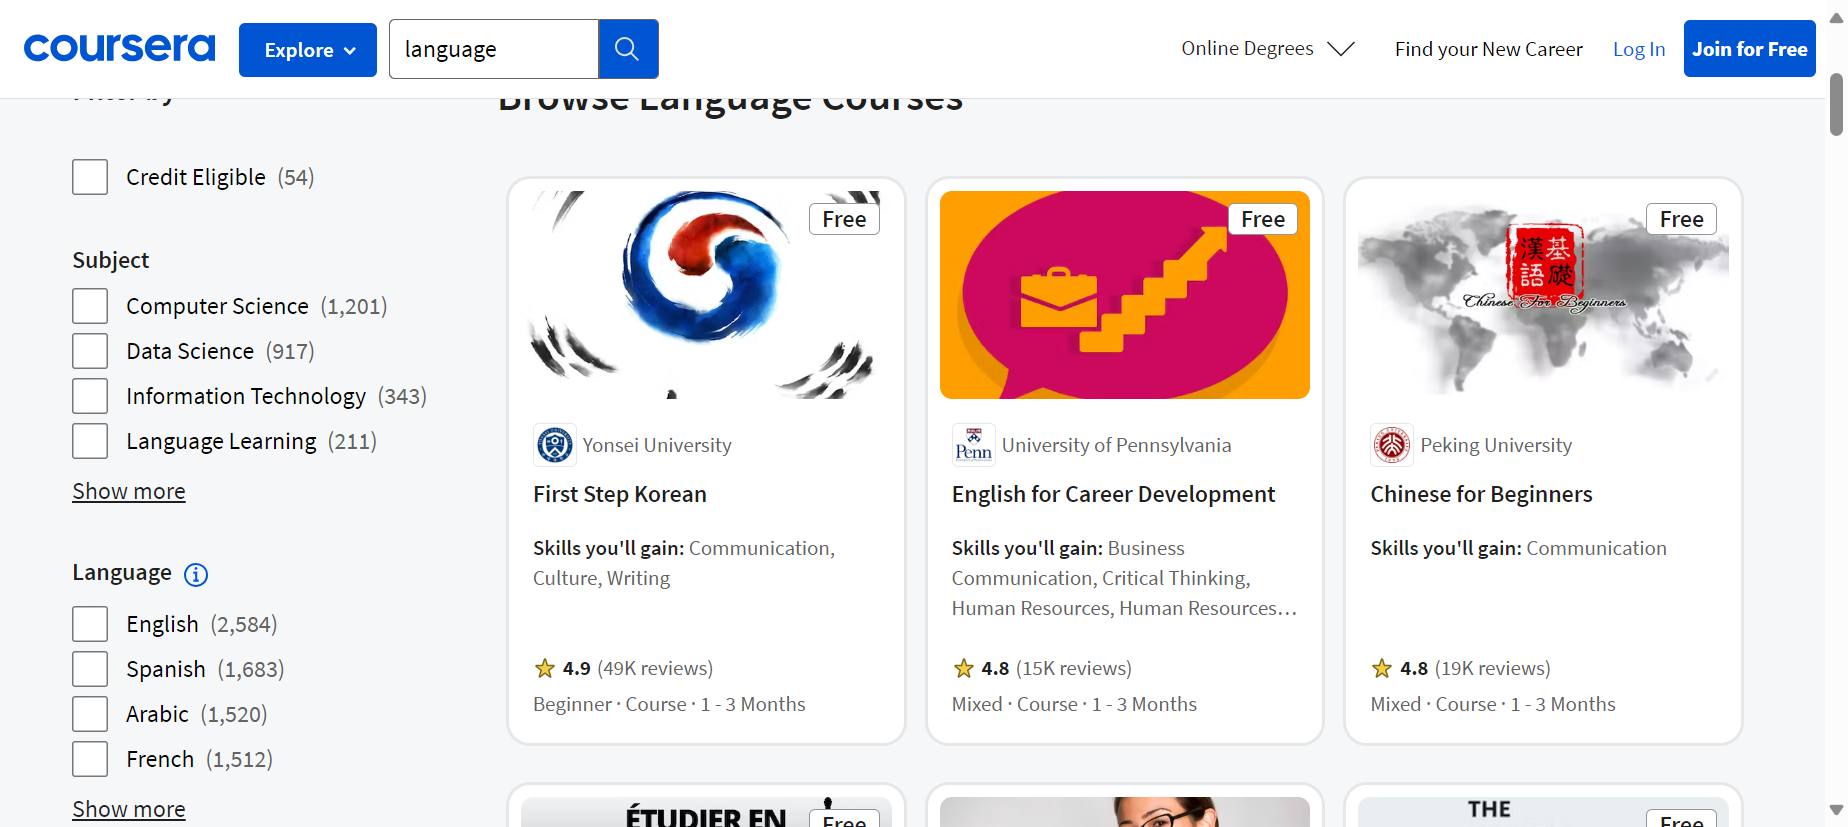 coursera
Explore
language
Online Degrees
Find your New Career
Log In
Join for Free
Filter by
Browse Language Courses
Credit Eligible (54)
Subject
Computer Science (1,201)
Data Science (917)
Information Technology (343)
Language Learning (211)
Show more
Language
English (2,584)
Spanish (1,683)
Arabic (1,520)
French (1,512)
Show more
Free
Yonsei University
First Step Korean
Skills you'll gain: Communication,
Culture, Writing
4.9 (49K reviews)
Beginner · Course · 1 - 3 Months
Free
Penn
University of Pennsylvania
English for Career Development
Skills you'll gain: Business
Communication, Critical Thinking,
Human Resources, Human Resources…
4.8 (15K reviews)
Mixed · Course · 1 - 3 Months
Free
漢基
語礎
Chinese For Beginners
Peking University
Chinese for Beginners
Skills you'll gain: Communication
4.8 (19K reviews)
Mixed · Course · 1 - 3 Months
ÉTUDIER EN
Free
THE
Free